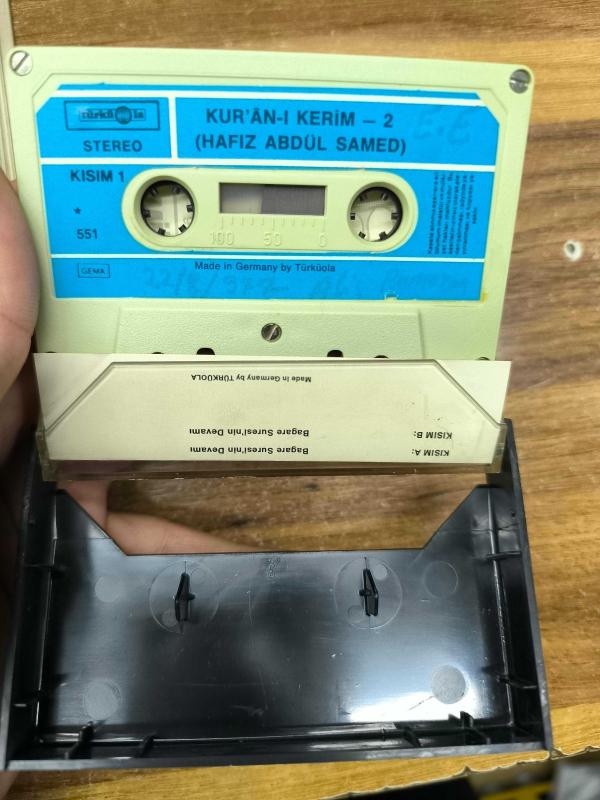 türküola
STEREO
KUR'ÂN-I KERİM — 2
(HAFIZ ABDÜL SAMED)
E.E
KISIM 1
*
551
100 50 0
GEMA
Made in Germany by Türküola
Made in Germany by TÜRKÜOLA
KISIM B: Bagare Suresi'nin Devamı
KISIM A: Bagare Suresi'nin Devamı